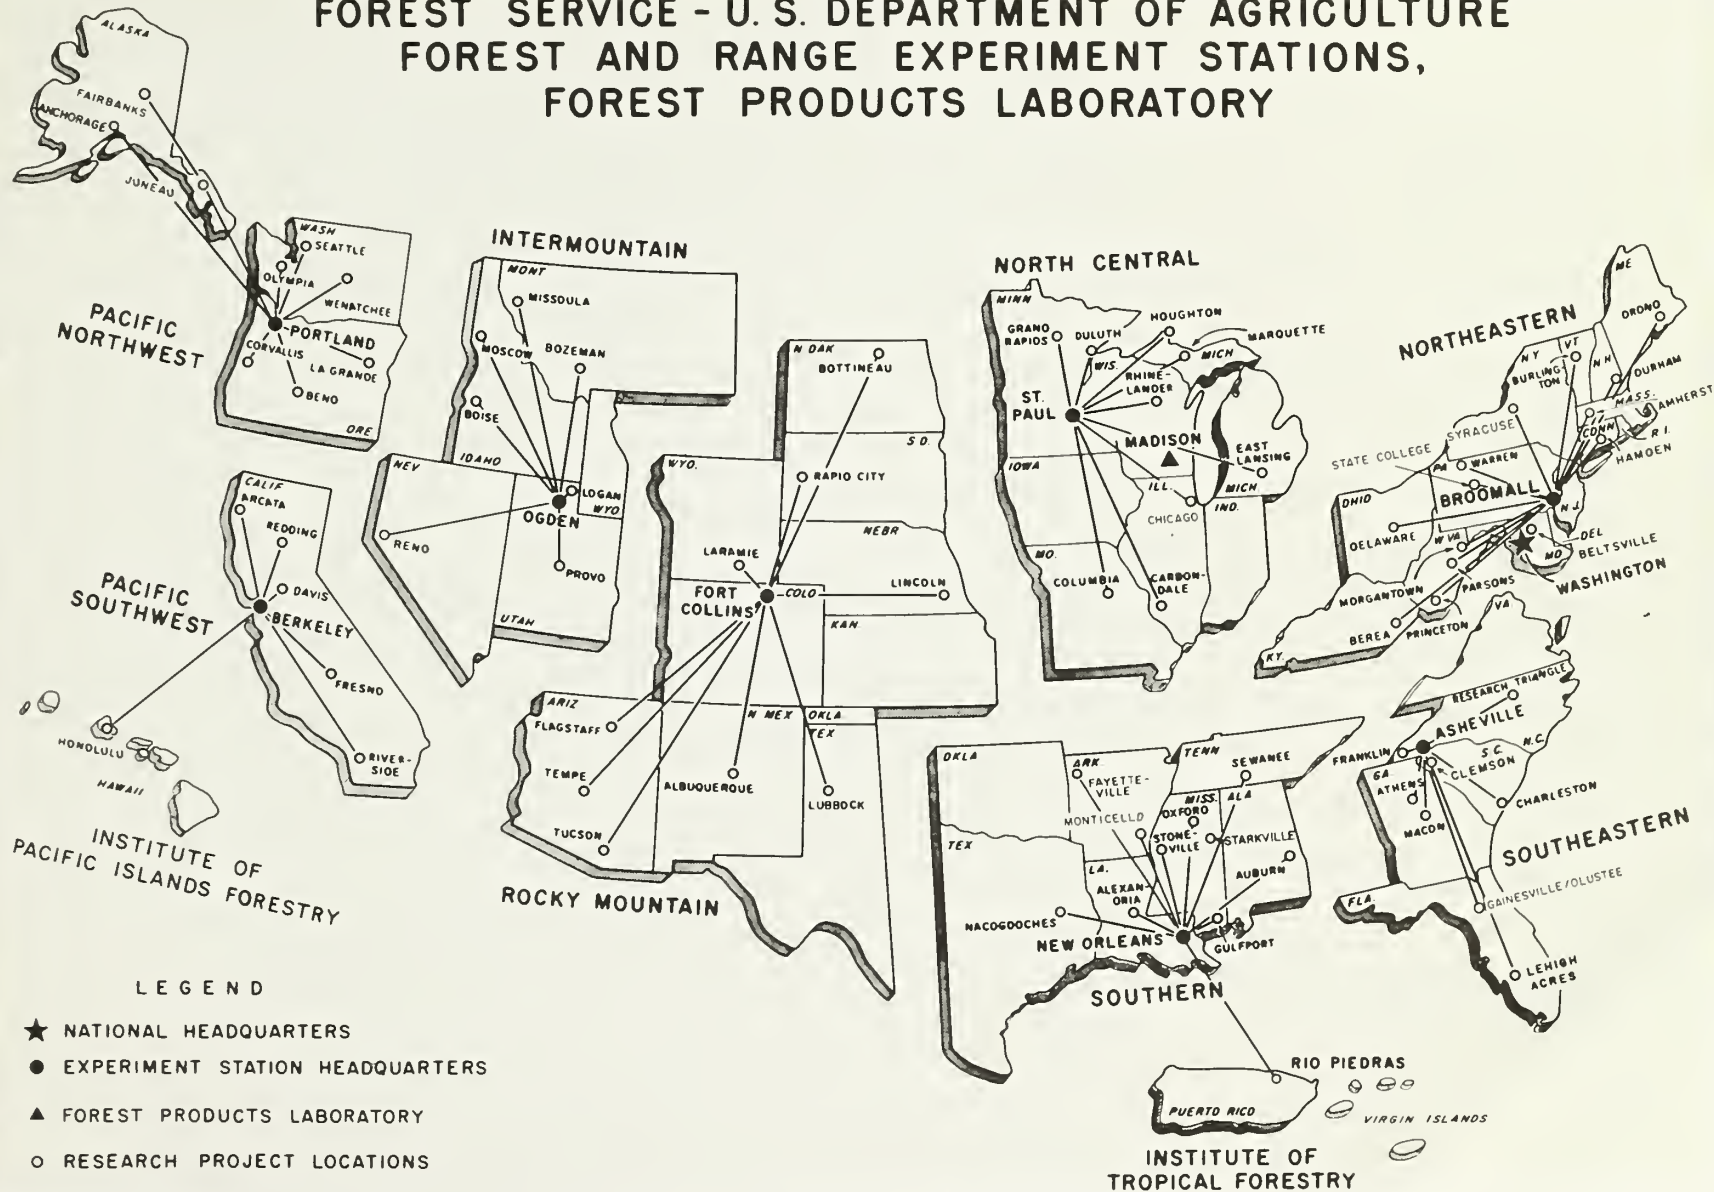 FOREST SERVICE - U. S. DEPARTMENT OF AGRICULTURE
FOREST AND RANGE EXPERIMENT STATIONS,
FOREST PRODUCTS LABORATORY
ALASKA
FAIRBANKS
ANCHORAGE
JUNEAU
PACIFIC
NORTHWEST
WASH
SEATTLE
OLYMPIA
WENATCHEE
PORTLAND
CORVALLIS
LA GRANDE
BEND
ORE
PACIFIC
SOUTHWEST
CALIF
ARCATA
REDDING
DAVIS
BERKELEY
FRESNO
RIVER-
SIDE
HONOLULU
HAWAII
INSTITUTE OF
PACIFIC ISLANDS FORESTRY
INTERMOUNTAIN
MONT
MISSOULA
MOSCOW
BOZEMAN
BOISE
IDAHO
NEV
LOGAN
WYO
OGDEN
RENO
PROVO
UTAH
N DAK
BOTTINEAU
S D.
WYO.
RAPID CITY
NEBR
LARAMIE
FORT
COLLINS
COLO
LINCOLN
KAN.
ARIZ
N MEX
OKLA
TEX
FLAGSTAFF
TEMPE
ALBUQUERQUE
LUBBOCK
TUCSON
ROCKY MOUNTAIN
NORTH CENTRAL
MINN
GRAND
RAPIDS
DULUTH
HOUGHTON
MARQUETTE
MICH
WIS.
RHINE-
LANDER
ST.
PAUL
MADISON
EAST
LANSING
MICH
IOWA
ILL.
IND.
CHICAGO
MO.
COLUMBIA
CARBON-
DALE
NORTHEASTERN
ME
ORONO
N Y
VT
N H
BURLING-
TON
DURHAM
MASS.
AMHERST
SYRACUSE
CONN
R I.
HAMDEN
STATE COLLEGE
PA
WARREN
BROOMALL
N J.
OHIO
DELAWARE
W VA
MD
DEL
BELTSVILLE
WASHINGTON
MORGANTOWN
PARSONS
BEREA
PRINCETON
VA
KY.
RESEARCH TRIANGLE
ASHEVILLE
N.C.
FRANKLIN
S C.
CLEMSON
GA.
ATHENS
CHARLESTON
MACON
SOUTHEASTERN
FLA.
GAINESVILLE/OLUSTEE
LEHIGH
ACRES
OKLA
ARK.
TENN
SEWANEE
FAYETTE-
VILLE
MISS.
ALA
MONTICELLO
OXFORD
STONE-
VILLE
STARKVILLE
TEX
LA.
AUBURN
ALEXAN-
DRIA
NACOGDOCHES
NEW ORLEANS
GULFPORT
SOUTHERN
RIO PIEDRAS
PUERTO RICO
VIRGIN ISLANDS
INSTITUTE OF
TROPICAL FORESTRY
LEGEND
NATIONAL HEADQUARTERS
EXPERIMENT STATION HEADQUARTERS
FOREST PRODUCTS LABORATORY
RESEARCH PROJECT LOCATIONS